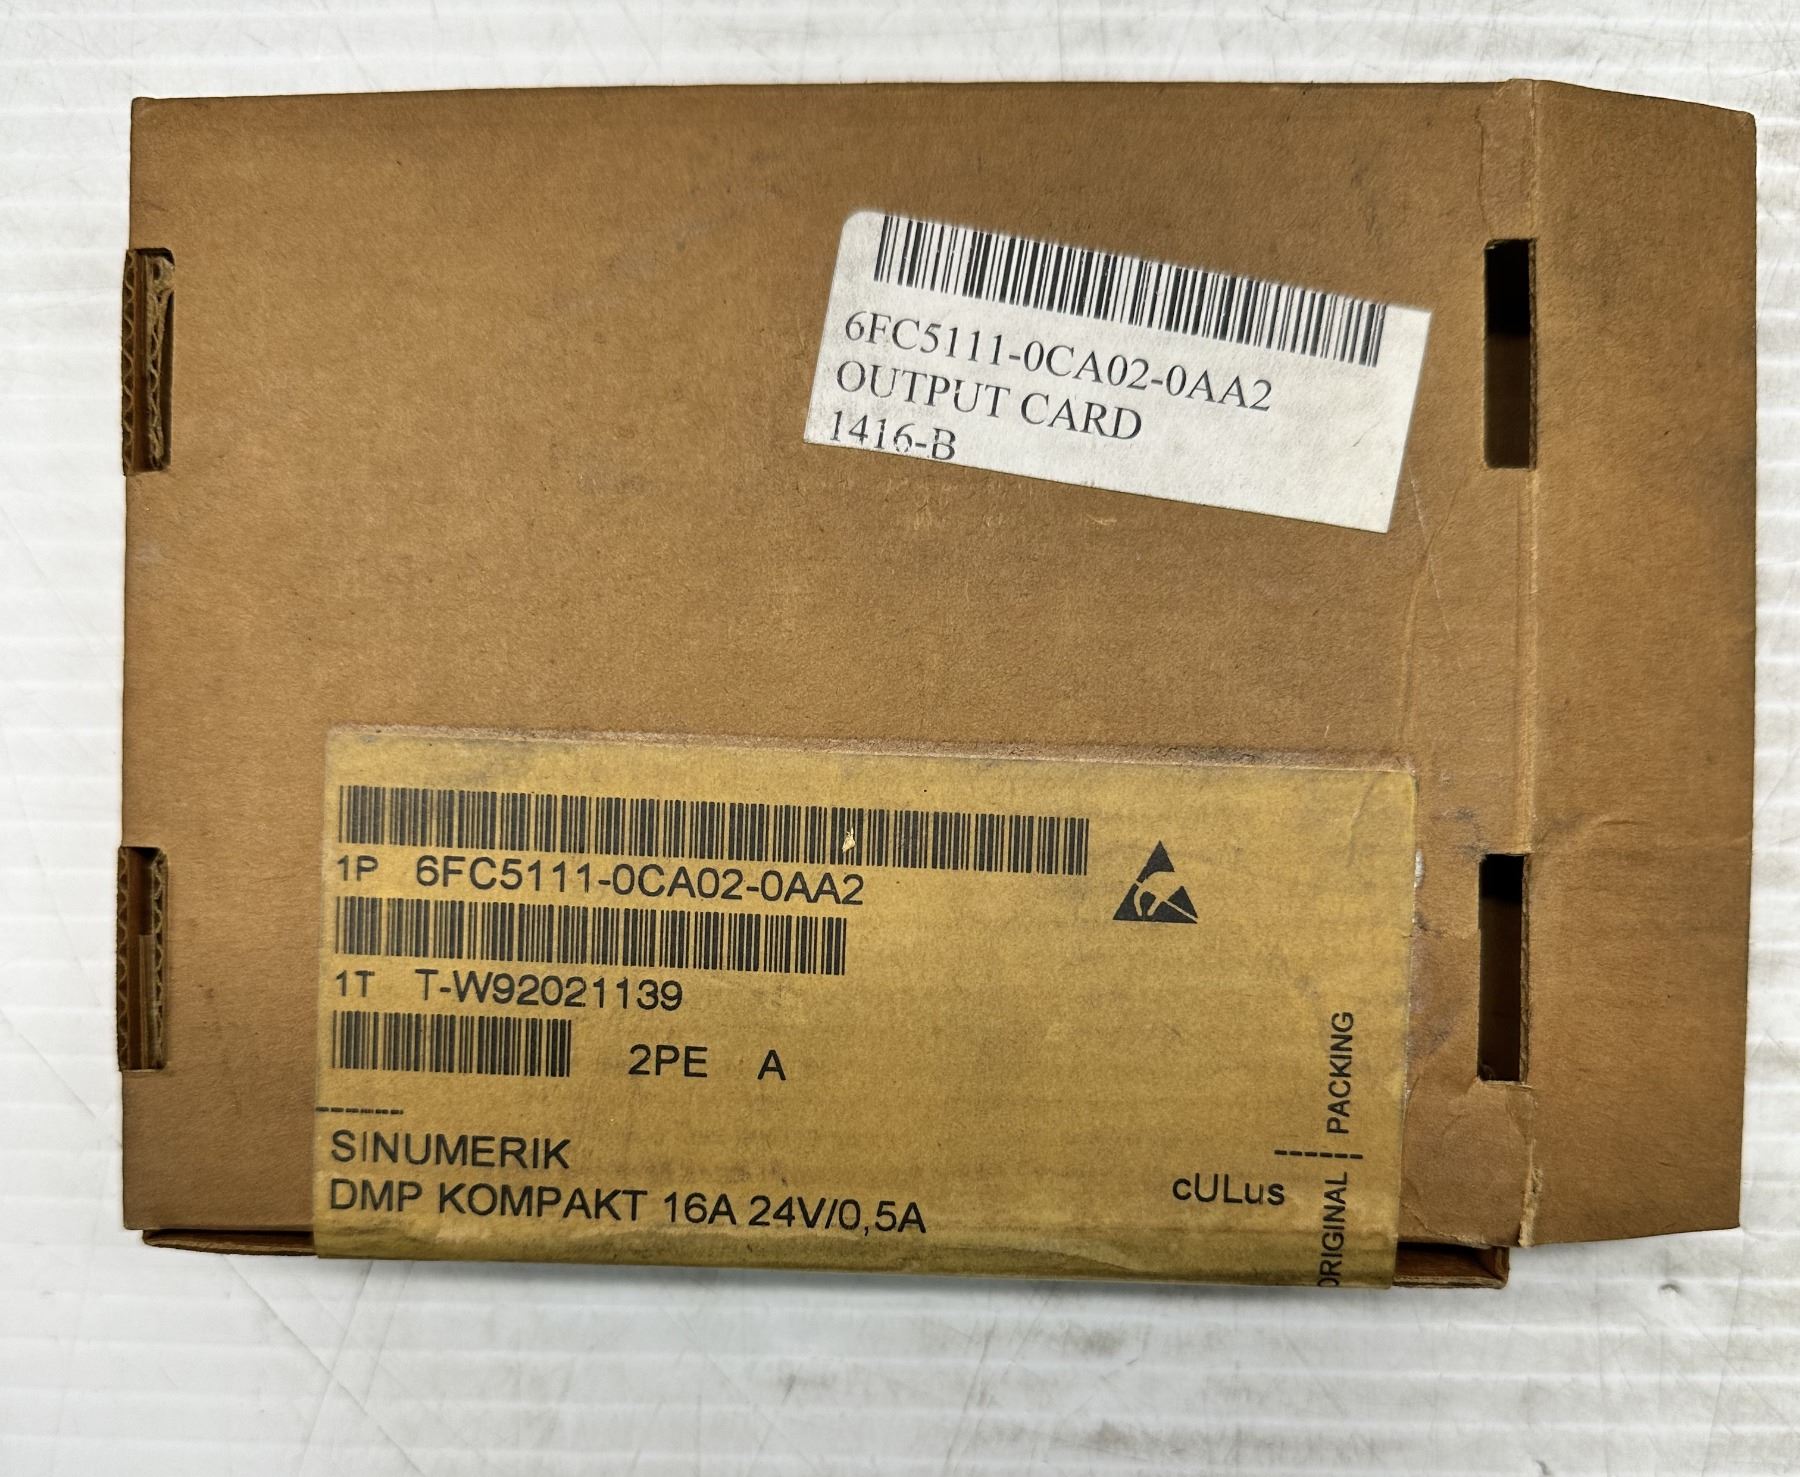 6FC5111-0CA02-0AA2
OUTPUT CARD
1416-B
1P 6FC5111-0CA02-0AA2
1T T-W92021139
2PE A
SINUMERIK
DMP KOMPAKT 16A 24V/0,5A
cULus
ORIGINAL PACKING